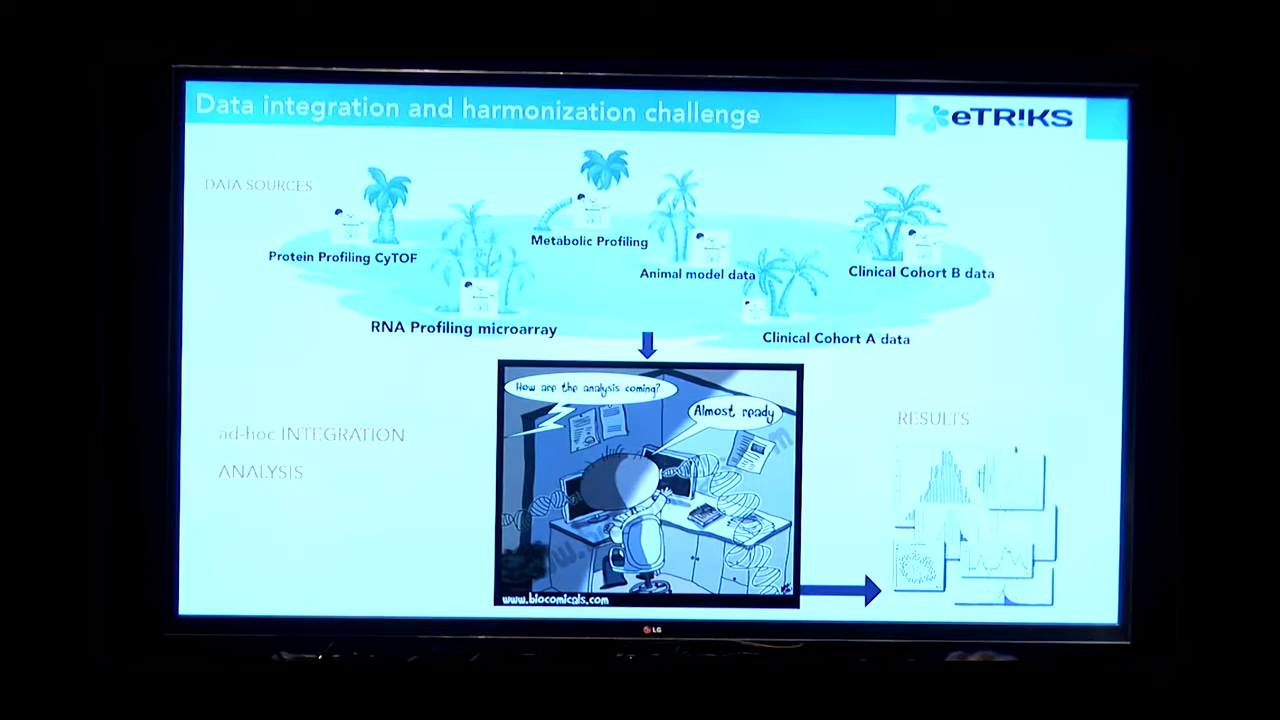 Data integration and harmonization challenge
eTR!KS
DATA SOURCES
Protein Profiling CyTOF
Metabolic Profiling
Animal model data
Clinical Cohort B data
RNA Profiling microarray
Clinical Cohort A data
How are the analysis coming?
Almost ready
ad-hoc INTEGRATION
ANALYSIS
RESULTS
www.biocomicals.com
LG